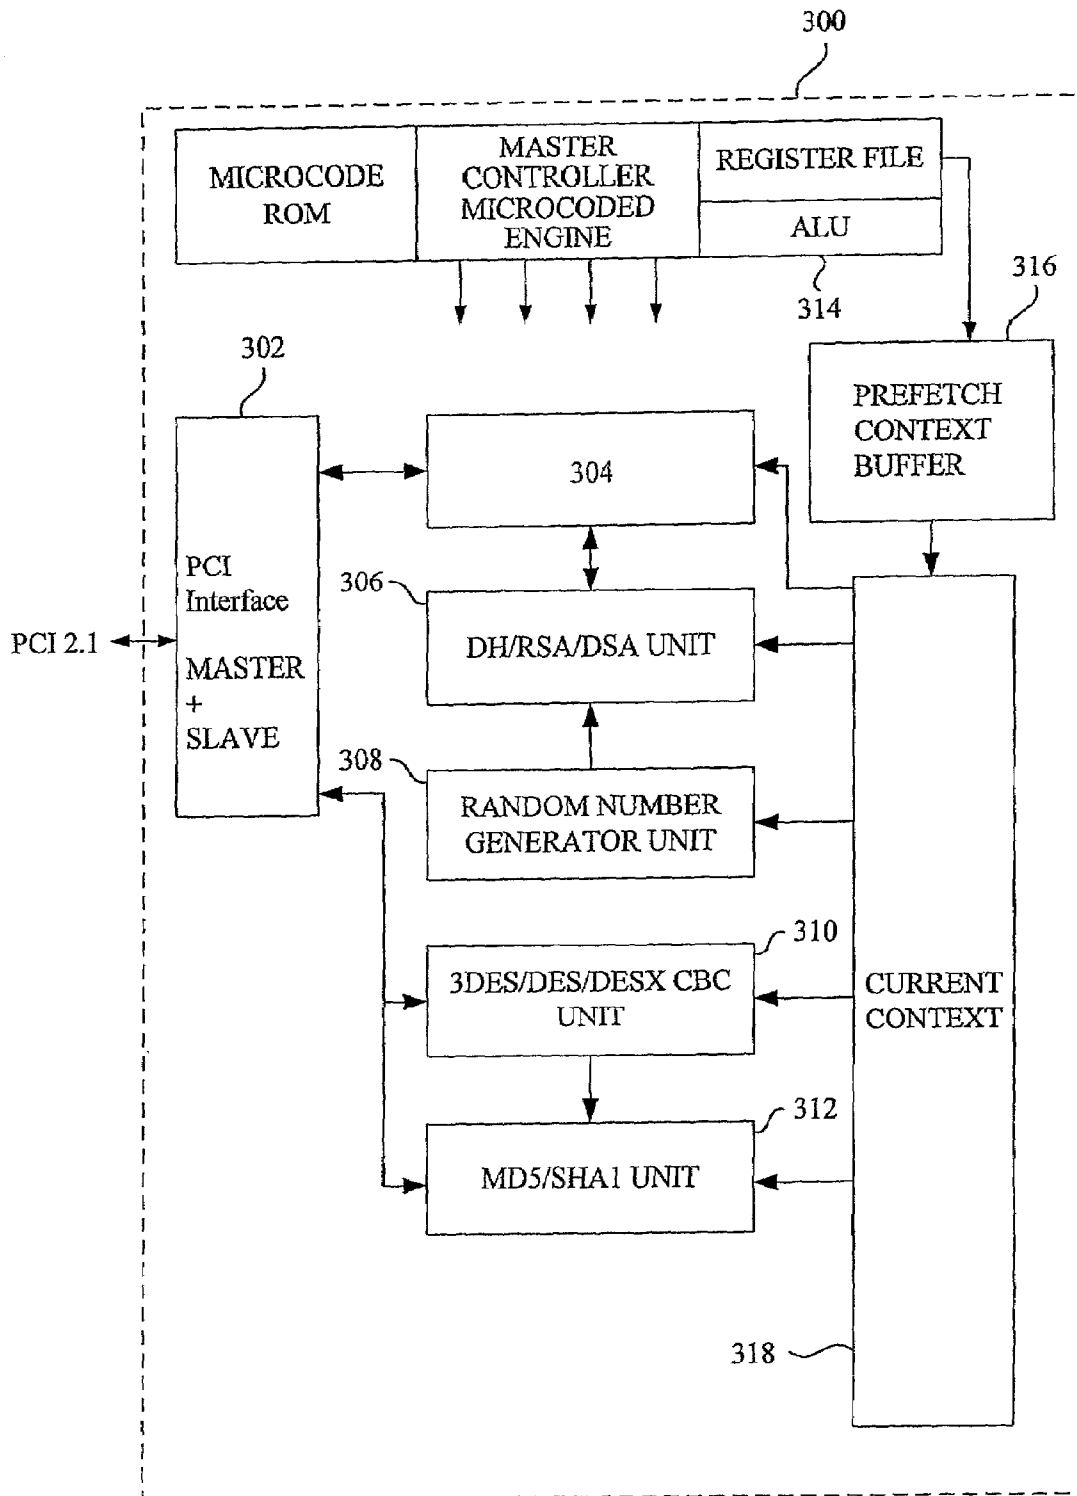 300
MICROCODE
ROM
MASTER
CONTROLLER
MICROCODED
ENGINE
REGISTER FILE
ALU
314
316
PREFETCH
CONTEXT
BUFFER
302
PCI
Interface
MASTER
+
SLAVE
PCI 2.1
304
306
DH/RSA/DSA UNIT
308
RANDOM NUMBER
GENERATOR UNIT
310
3DES/DES/DESX CBC
UNIT
312
MD5/SHA1 UNIT
CURRENT
CONTEXT
318